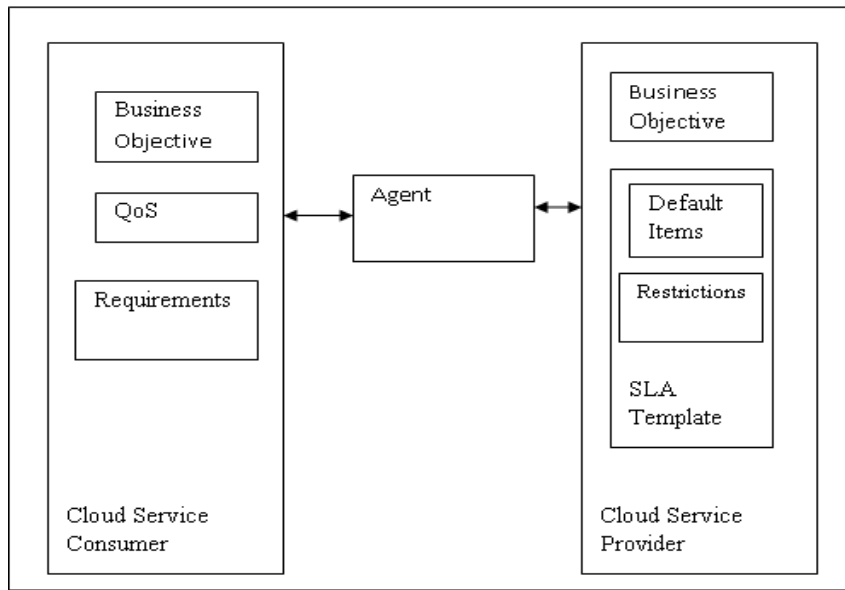 Business
Objective
QoS
Requirements
Cloud Service
Consumer
Agent
Business
Objective
Default
Items
Restrictions
SLA
Template
Cloud Service
Provider